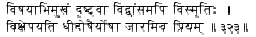 विषयाभिमुखं दृष्ट्वा विद्वांसमपि विस्मृतिः ।
विक्षेपयति धीदोषैर्योषा जारमिव प्रियम् ॥ ३२३॥